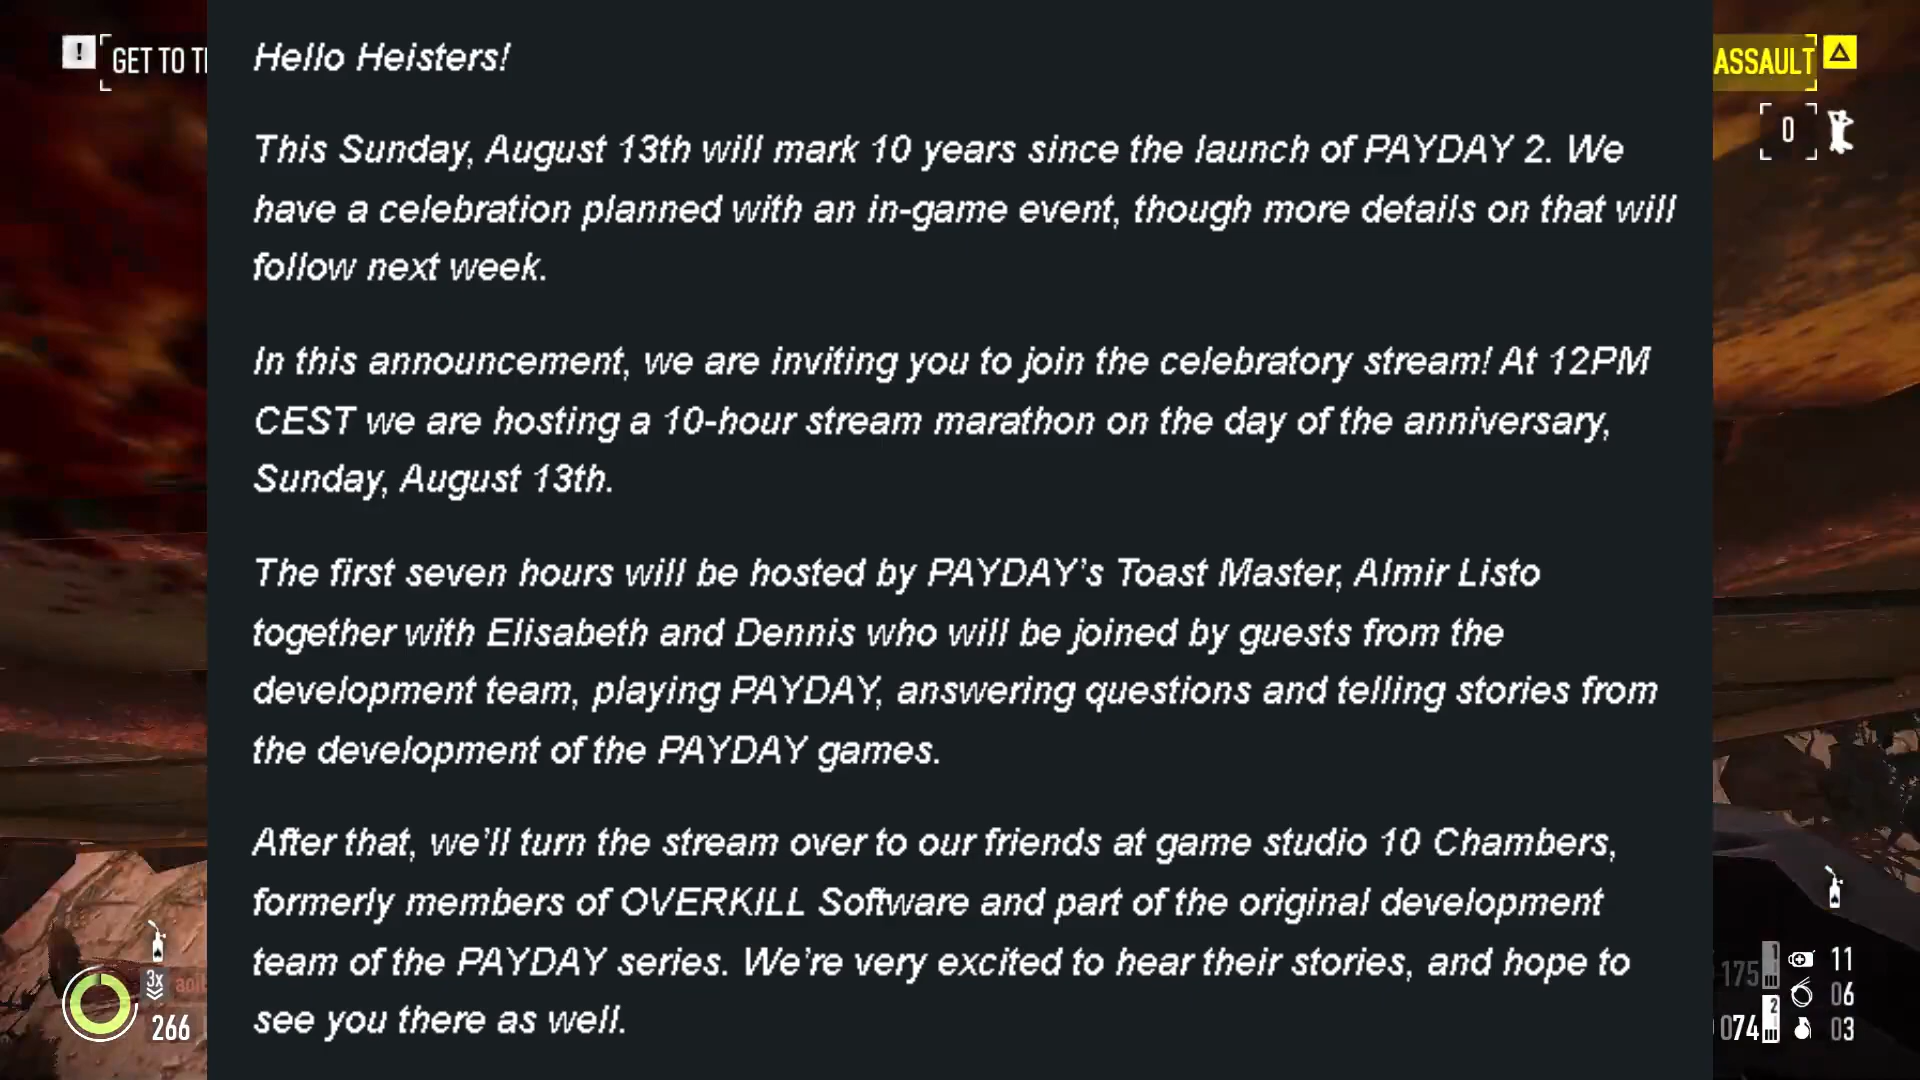 !
GET TO
ASSAULT
0
Hello Heisters!
This Sunday, August 13th will mark 10 years since the launch of PAYDAY 2. We
have a celebration planned with an in-game event, though more details on that will
follow next week.
In this announcement, we are inviting you to join the celebratory stream! At 12PM
CEST we are hosting a 10-hour stream marathon on the day of the anniversary,
Sunday, August 13th.
The first seven hours will be hosted by PAYDAY's Toast Master, Almir Listo
together with Elisabeth and Dennis who will be joined by guests from the
development team, playing PAYDAY, answering questions and telling stories from
the development of the PAYDAY games.
After that, we'll turn the stream over to our friends at game studio 10 Chambers,
formerly members of OVERKILL Software and part of the original development
team of the PAYDAY series. We're very excited to hear their stories, and hope to
see you there as well.
3x
266
175
1
11
06
074
2
03